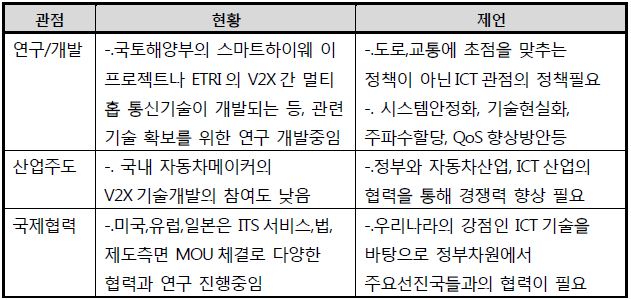 관점 현황 제언
연구/개발
-.국토해양부의 스마트하이웨 이
프로젝트나 ETRI의 V2X간 멀티
홉 통신기술이 개발되는 등, 관련
기술 확보를 위한 연구 개발중임
-.도로,교통에 초점을 맞추는
정책이 아닌 ICT 관점의 정책필요
-. 시스템안정화, 기술현실화,
주파수할당, QoS 향상방안등
산업주도
-. 국내 자동차메이커의
V2X 기술개발의 참여도 낮음
-.정부와 자동차산업, ICT 산업의
협력을 통해 경쟁력 향상 필요
국제협력
-.미국,유럽,일본은 ITS 서비스,법,
제도측면 MOU 체결로 다양한
협력과 연구 진행중임
-.우리나라의 강점인 ICT 기술을
바탕으로 정부차원에서
주요선진국들과의 협력이 필요